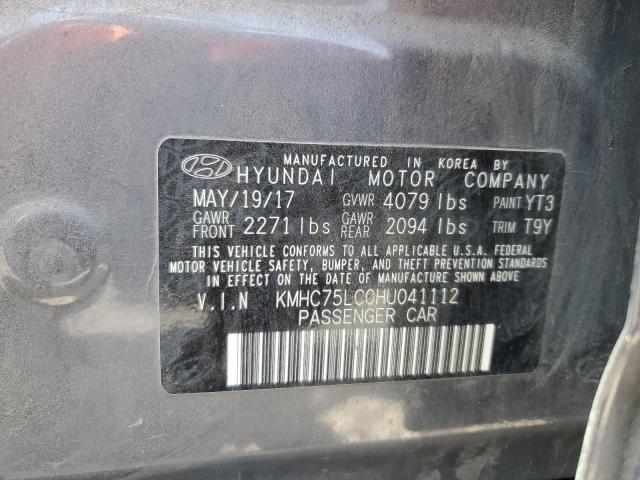 MANUFACTURED IN KOREA BY
HYUNDAI MOTOR COMPANY
MAY/19/17 GVWR 4079 lbs PAINT YT3
GAWR FRONT 2271 lbs GAWR REAR 2094 lbs TRIM T9Y
THIS VEHICLE CONFORMS TO ALL APPLICABLE U.S.A. FEDERAL
MOTOR VEHICLE SAFETY, BUMPER, AND THEFT PREVENTION STANDARDS
IN EFFECT ON THE DATE OF MANUFACTURE SHOWN ABOVE
V.I.N KMHC75LC0HU041112
PASSENGER CAR